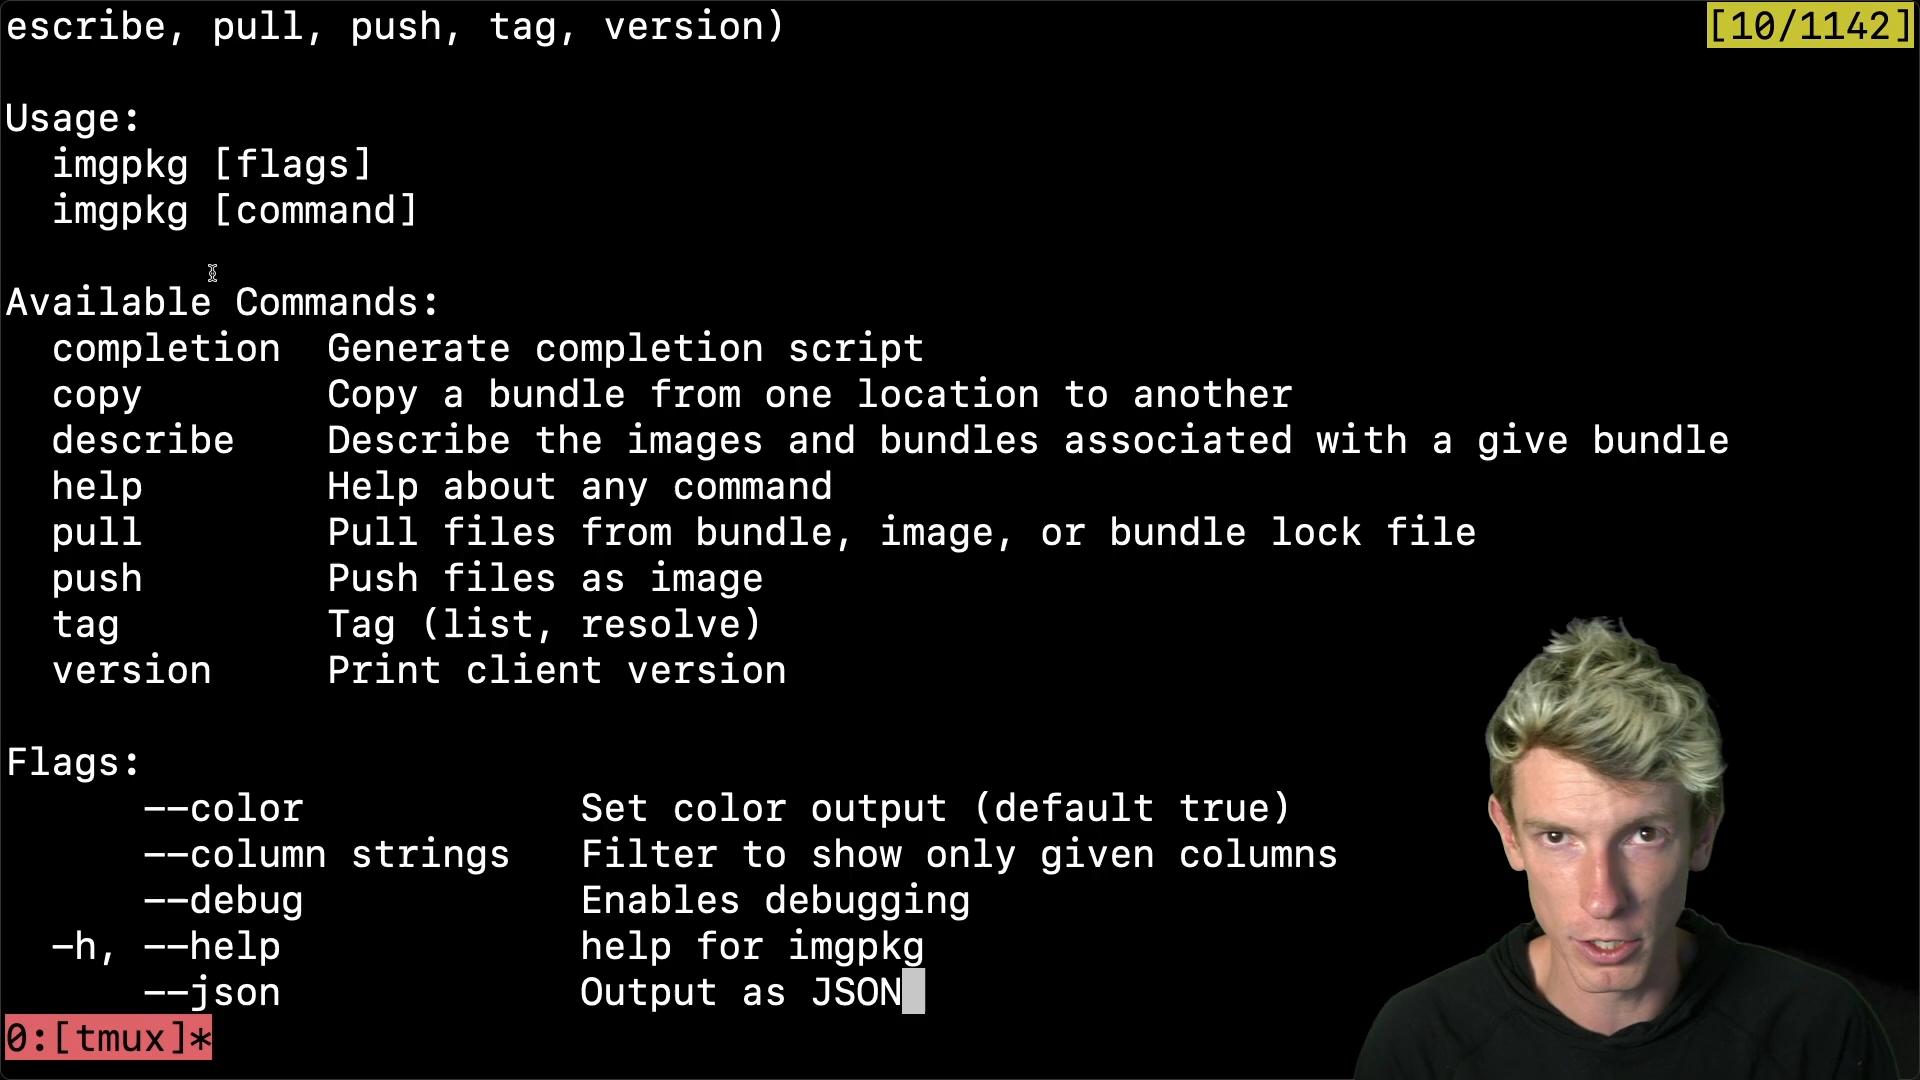 escribe, pull, push, tag, version) [10/1142]
Usage:
imgpkg [flags]
imgpkg [command]
Available Commands:
completion Generate completion script
copy Copy a bundle from one location to another
describe Describe the images and bundles associated with a give bundle
help Help about any command
pull Pull files from bundle, image, or bundle lock file
push Push files as image
tag Tag (list, resolve)
version Print client version
Flags:
--color Set color output (default true)
--column strings Filter to show only given columns
--debug Enables debugging
-h, --help help for imgpkg
--json Output as JSON
0:[tmux]*